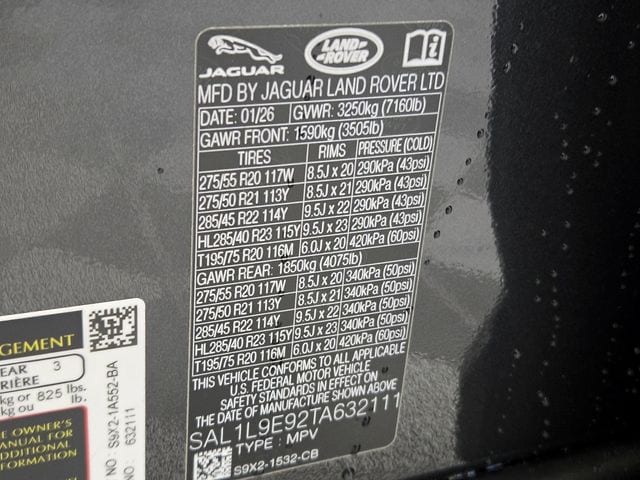 JAGUAR
LAND
ROVER
MFD BY JAGUAR LAND ROVER LTD
DATE: 01/26 GVWR: 3250kg (7160lb)
GAWR FRONT: 1590kg (3505lb)
TIRES RIMS PRESSURE (COLD)
275/55 R20 117W 8.5J x 20 290kPa (43psi)
275/50 R21 113Y 8.5J x 21 290kPa (43psi)
285/45 R22 114Y 9.5J x 22 290kPa (43psi)
HL285/40 R23 115Y 9.5J x 23 290kPa (43psi)
T195/75 R20 116M 6.0J x 20 420kPa (60psi)
GAWR REAR: 1850kg (4075lb)
275/55 R20 117W 8.5J x 20 340kPa (50psi)
275/50 R21 113Y 8.5J x 21 340kPa (50psi)
285/45 R22 114Y 9.5J x 22 340kPa (50psi)
HL285/40 R23 115Y 9.5J x 23 340kPa (50psi)
T195/75 R20 116M 6.0J x 20 420kPa (60psi)
THIS VEHICLE CONFORMS TO ALL APPLICABLE
U.S. FEDERAL MOTOR VEHICLE
SAFETY STANDARDS IN EFFECT ON
THE DATE OF MANUFACTURE SHOWN ABOVE
SAL1L9E92TA632111
TYPE : MPV
S9X2-1532-CB
GEMENT
EAR 3
RIÈRE
kg or 825 lbs.
kg ou lb.
E OWNER'S
ANUAL FOR
DDITIONAL
FORMATION
NO : S9X2-1A552-BA
NO : 632111